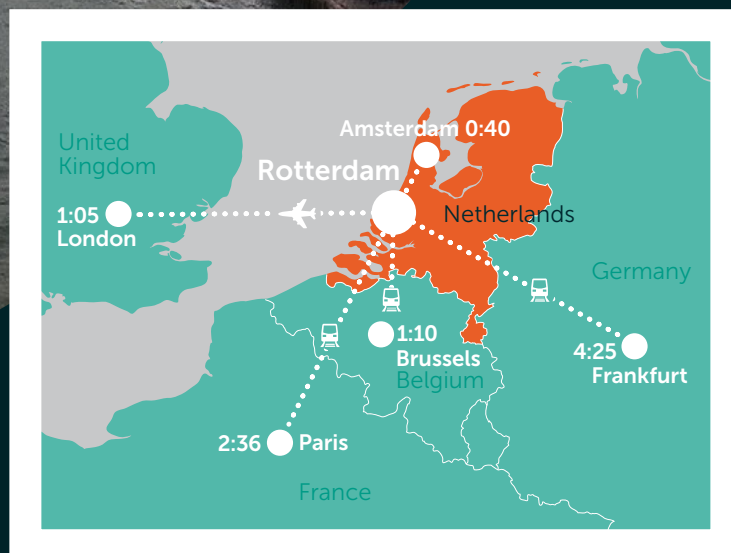 United
Kingdom
Amsterdam 0:40
Rotterdam
1:05
London
Netherlands
Germany
1:10
Brussels
Belgium
4:25
Frankfurt
2:36
Paris
France